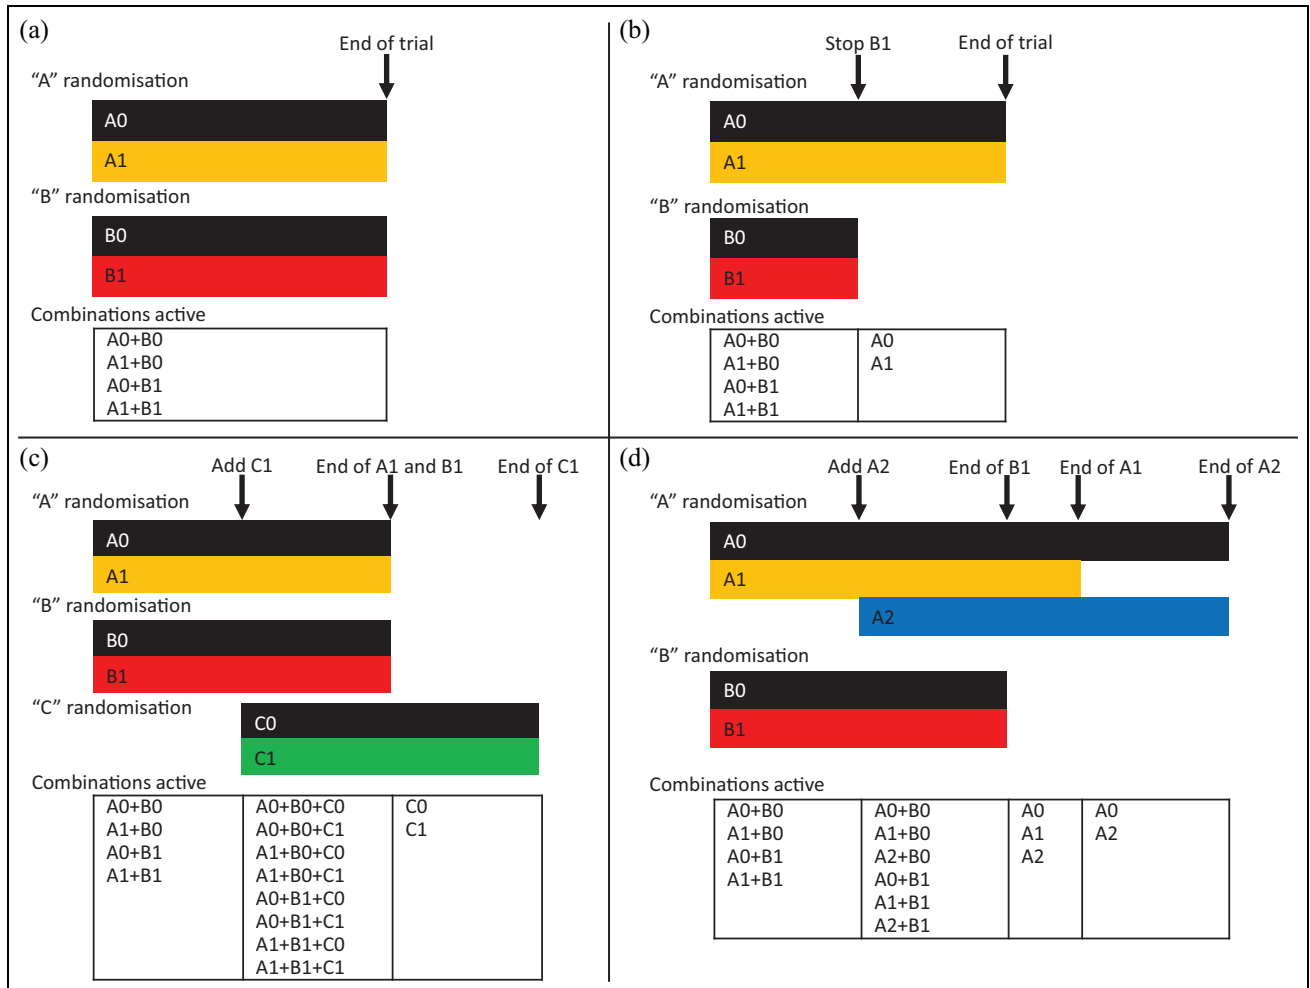 (a)
End of trial
“A” randomisation
A0
A1
“B” randomisation
B0
B1
Combinations active
A0+B0
A1+B0
A0+B1
A1+B1
(b)
Stop B1 End of trial
“A” randomisation
A0
A1
“B” randomisation
B0
B1
Combinations active
A0+B0 A0
A1+B0 A1
A0+B1
A1+B1
(c)
Add C1 End of A1 and B1 End of C1
“A” randomisation
A0
A1
“B” randomisation
B0
B1
“C” randomisation
C0
C1
Combinations active
A0+B0 A0+B0+C0 C0
A1+B0 A0+B0+C1 C1
A0+B1 A1+B0+C0
A1+B1 A1+B0+C1
A0+B1+C0
A0+B1+C1
A1+B1+C0
A1+B1+C1
(d)
Add A2 End of B1 End of A1 End of A2
“A” randomisation
A0
A1
A2
“B” randomisation
B0
B1
Combinations active
A0+B0 A0+B0 A0 A0
A1+B0 A1+B0 A1 A2
A0+B1 A2+B0 A2
A1+B1 A0+B1
A1+B1
A2+B1